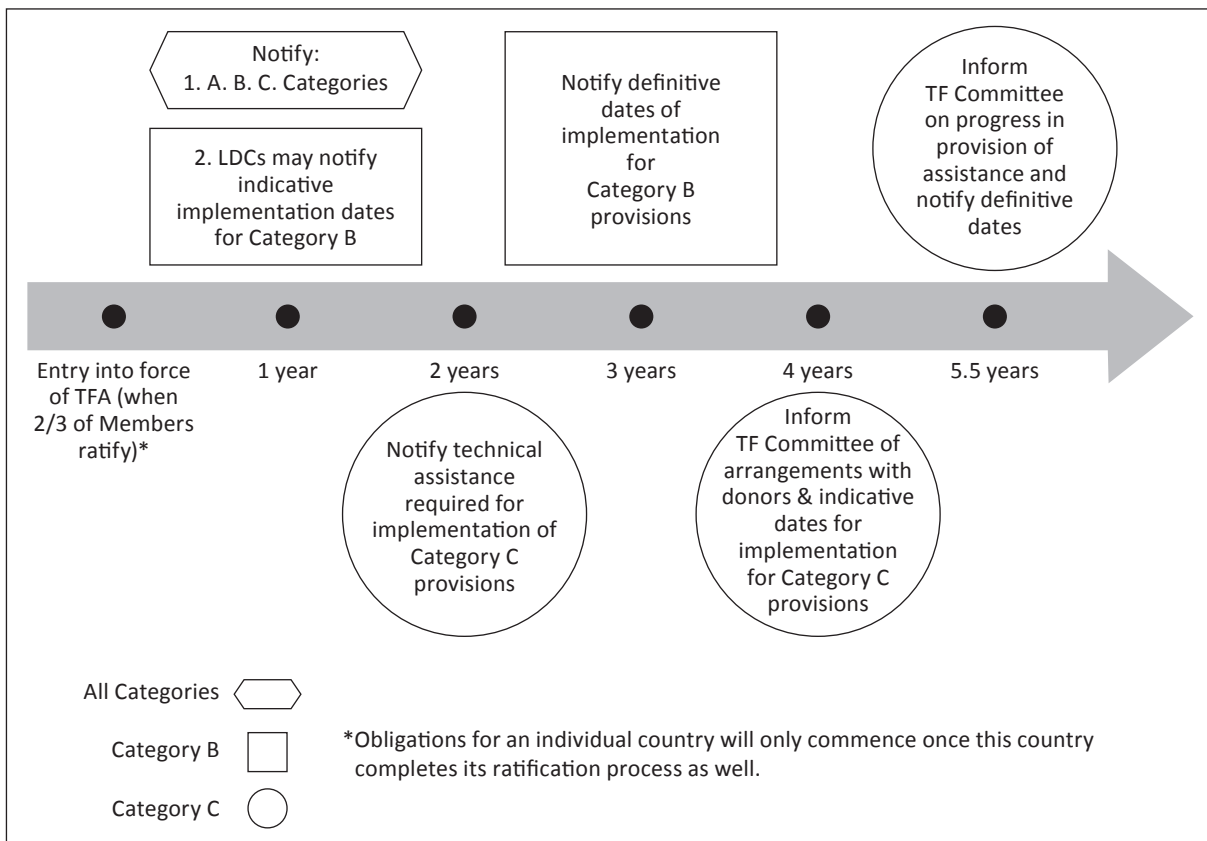 Notify:
1. A. B. C. Categories
2. LDCs may notify
indicative
implementation dates
for Category B
Notify definitive
dates of
implementation
for
Category B
provisions
Inform
TF Committee
on progress in
provision of
assistance and
notify definitive
dates
Entry into force
of TFA (when
2/3 of Members
ratify)*
1 year
2 years
3 years
4 years
5.5 years
Notify technical
assistance
required for
implementation of
Category C
provisions
Inform
TF Committee of
arrangements with
donors & indicative
dates for
implementation
for Category C
provisions
All Categories
Category B
Category C
*Obligations for an individual country will only commence once this country
completes its ratification process as well.